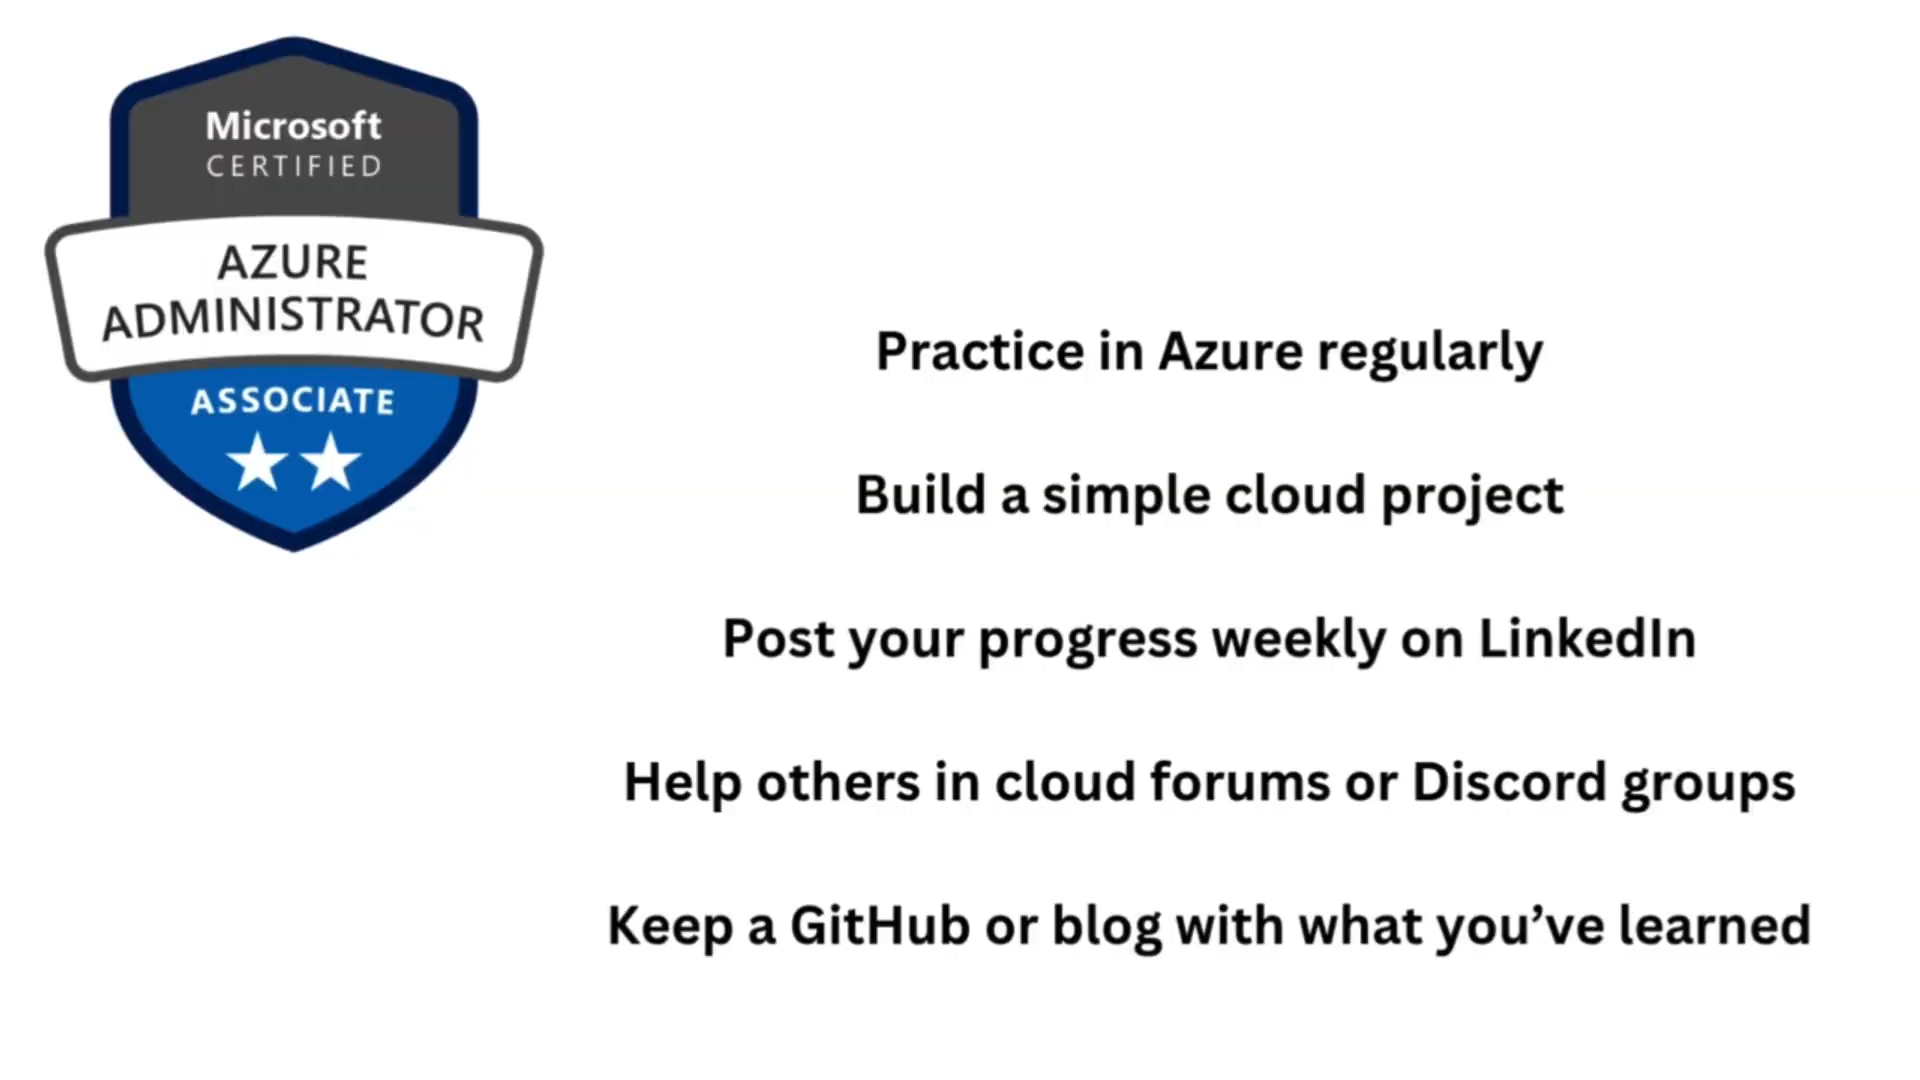 Microsoft
CERTIFIED
AZURE
ADMINISTRATOR
ASSOCIATE
Practice in Azure regularly
Build a simple cloud project
Post your progress weekly on LinkedIn
Help others in cloud forums or Discord groups
Keep a GitHub or blog with what you’ve learned